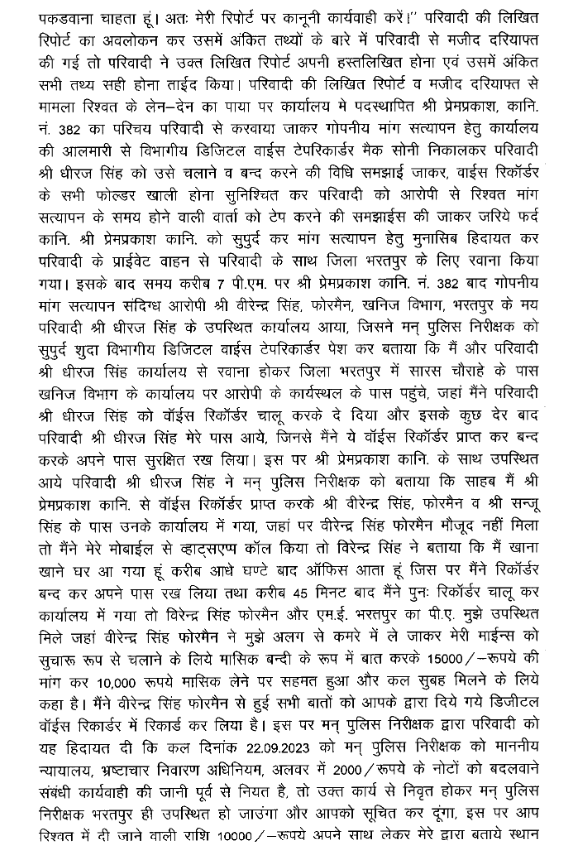 पकडवाना चाहता हूं। अतः मेरी रिपोर्ट पर कानूनी कार्यवाही करें।" परिवादी की लिखित
रिपोर्ट का अवलोकन कर उसमें अंकित तथ्यों के बारे में परिवादी से मजीद दरियाफ्त
की गई तो परिवादी ने उक्त लिखित रिपोर्ट अपनी हस्तलिखित होना एवं उसमें अंकित
सभी तथ्य सही होना ताईद किया। परिवादी की लिखित रिपोर्ट व मजीद दरियाफ्त से
मामला रिश्वत के लेन–देन का पाया पर कार्यालय मे पदस्थापित श्री प्रेमप्रकाश, कानि.
नं. 382 का परिचय परिवादी से करवाया जाकर गोपनीय मांग सत्यापन हेतु कार्यालय
की आलमारी से विभागीय डिजिटल वाईस टेपरिकार्डर मैक सोनी निकालकर परिवादी
श्री धीरज सिंह को उसे चलाने व बन्द करने की विधि समझाई जाकर, वाईस रिकॉर्डर
के सभी फोल्डर खाली होना सुनिश्चित कर परिवादी को आरोपी से रिश्वत मांग
सत्यापन के समय होने वाली वार्ता को टेप करने की समझाईस की जाकर जरिये फर्द
कानि. श्री प्रेमप्रकाश कानि. को सुपुर्द कर मांग सत्यापन हेतु मुनासिब हिदायत कर
परिवादी के प्राईवेट वाहन से परिवादी के साथ जिला भरतपुर के लिए रवाना किया
गया। इसके बाद समय करीब 7 पी.एम. पर श्री प्रेमप्रकाश कानि. नं. 382 बाद गोपनीय
मांग सत्यापन संदिग्ध आरोपी श्री वीरेन्द्र सिंह, फोरमैन, खनिज विभाग, भरतपुर के मय
परिवादी श्री धीरज सिंह के उपस्थित कार्यालय आया, जिसने मन् पुलिस निरीक्षक को
सुपुर्द शुदा विभागीय डिजिटल वाईस टेपरिकार्डर पेश कर बताया कि मैं और परिवादी
श्री धीरज सिंह कार्यालय से रवाना होकर जिला भरतपुर में सारस चौराहे के पास
खनिज विभाग के कार्यालय पर आरोपी के कार्यस्थल के पास पहुंचे, जहां मैंने परिवादी
श्री धीरज सिंह को वॉईस रिकॉर्डर चालू करके दे दिया और इसके कुछ देर बाद
परिवादी श्री धीरज सिंह मेरे पास आये, जिनसे मैंने ये वॉईस रिकॉर्डर प्राप्त कर बन्द
करके अपने पास सुरक्षित रख लिया। इस पर श्री प्रेमप्रकाश कानि. के साथ उपस्थित
आये परिवादी श्री धीरज सिंह ने मन् पुलिस निरीक्षक को बताया कि साहब मैं श्री
प्रेमप्रकाश कानि. से वॉईस रिकॉर्डर प्राप्त करके श्री वीरेन्द्र सिंह, फोरमैन व श्री सन्जू
सिंह के पास उनके कार्यालय में गया, जहां पर वीरेन्द्र सिंह फोरमैन मौजूद नहीं मिला
तो मैंने मेरे मोबाईल से व्हाट्सएप्प कॉल किया तो विरेन्द्र सिंह ने बताया कि मैं खाना
खाने घर आ गया हूं करीब आधे घण्टे बाद ऑफिस आता हूं जिस पर मैंने रिकॉर्डर
बन्द कर अपने पास रख लिया तथा करीब 45 मिनट बाद मैंने पुनः रिकॉर्डर चालू कर
कार्यालय में गया तो विरेन्द्र सिंह फोरमैन और एम.ई. भरतपुर का पी.ए. मुझे उपस्थित
मिले जहां वीरेन्द्र सिंह फोरमैन ने मुझे अलग से कमरे में ले जाकर मेरी माईन्स को
सुचारू रूप से चलाने के लिये मासिक बन्दी के रूप में बात करके 15000/–रूपये की
मांग कर 10,000 रूपये मासिक लेने पर सहमत हुआ और कल सुबह मिलने के लिये
कहा है। मैंने वीरेन्द्र सिंह फोरमैन से हुई सभी बातों को आपके द्वारा दिये गये डिजीटल
वॉईस रिकार्डर में रिकार्ड कर लिया है। इस पर मन् पुलिस निरीक्षक द्वारा परिवादी को
यह हिदायत दी कि कल दिनांक 22.09.2023 को मन् पुलिस निरीक्षक को माननीय
न्यायालय, भ्रष्टाचार निवारण अधिनियम, अलवर में 2000/रूपये के नोटों को बदलवाने
संबंधी कार्यवाही की जानी पूर्व से नियत है, तो उक्त कार्य से निवृत होकर मन् पुलिस
निरीक्षक भरतपुर ही उपस्थित हो जाउंगा और आपको सूचित कर दूंगा, इस पर आप
रिश्वत में दी जाने वाली राशि 10000/–रूपये अपने साथ लेकर मेरे द्वारा बताये स्थान